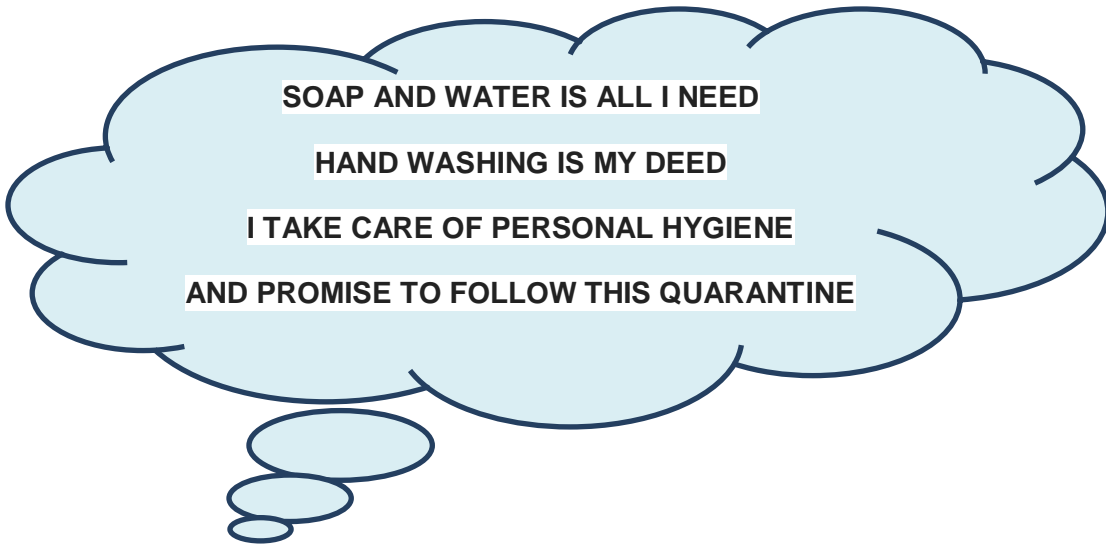 SOAP AND WATER IS ALL I NEED
HAND WASHING IS MY DEED
I TAKE CARE OF PERSONAL HYGIENE
AND PROMISE TO FOLLOW THIS QUARANTINE